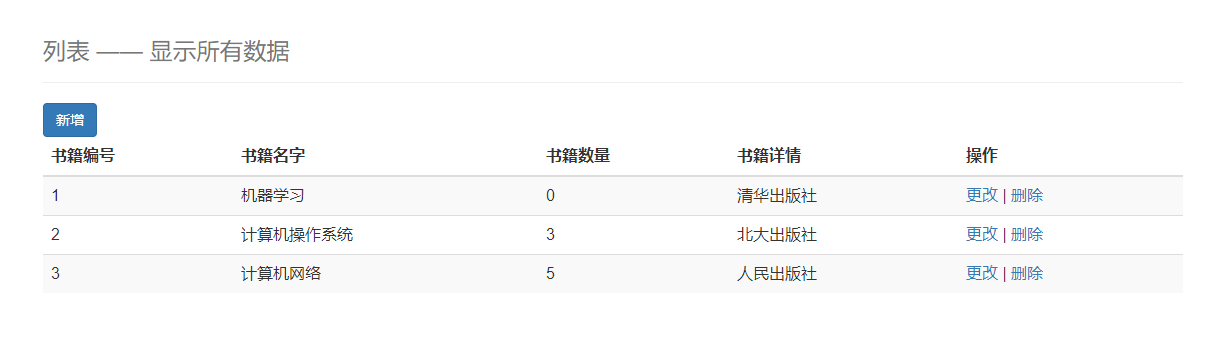 列表 —— 显示所有数据
新增
书籍编号 书籍名字 书籍数量 书籍详情 操作
1 机器学习 0 清华出版社 更改 | 删除
2 计算机操作系统 3 北大出版社 更改 | 删除
3 计算机网络 5 人民出版社 更改 | 删除